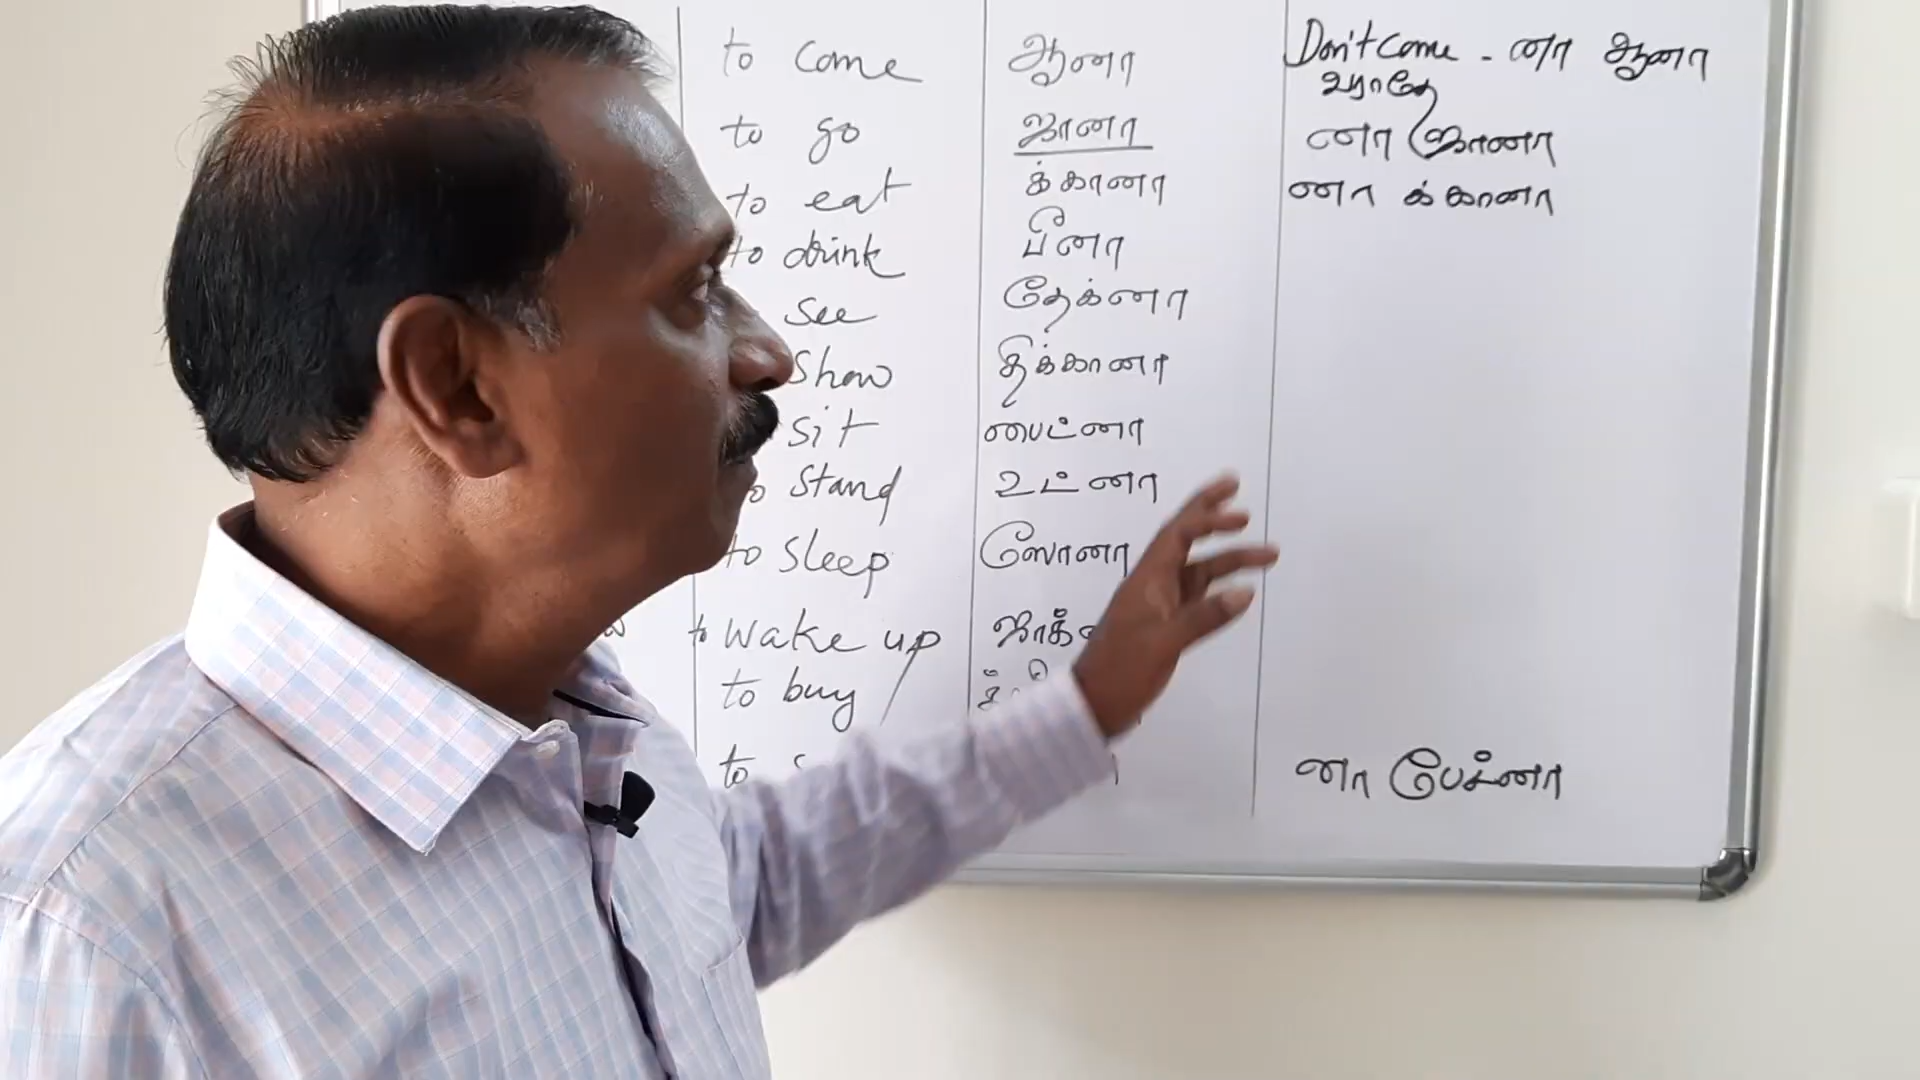 to come ஆனா Don't come - னா ஆனா
வராதே
to go ஜானா னா ஜானா
to eat க்கானா னா க்கானா
to drink பீனா
see தேக்னா
show திக்கானா
sit பைட்னா
stand உட்னா
to sleep ஸோனா
to wake up
to buy
to னா பேச்னா